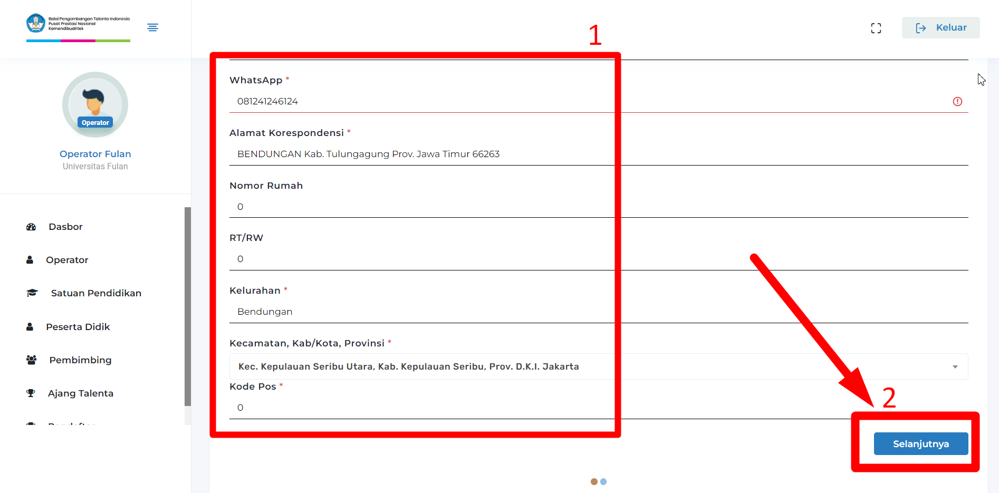 Balai Pengembangan Talenta Indonesia
Pusat Prestasi Nasional
Kemendibudritek
Keluar
1
Operator
Operator Fulan
Universitas Fulan
Dasbor
Operator
Satuan Pendidikan
Peserta Didik
Pembimbing
Ajang Talenta
WhatsApp *
081241246124
Alamat Korespondensi *
BENDUNGAN Kab. Tulungagung Prov. Jawa Timur 66263
Nomor Rumah
0
RT/RW
0
Kelurahan *
Bendungan
Kecamatan, Kab/Kota, Provinsi *
Kec. Kepulauan Seribu Utara, Kab. Kepulauan Seribu, Prov. D.K.I. Jakarta
Kode Pos *
0
2
Selanjutnya